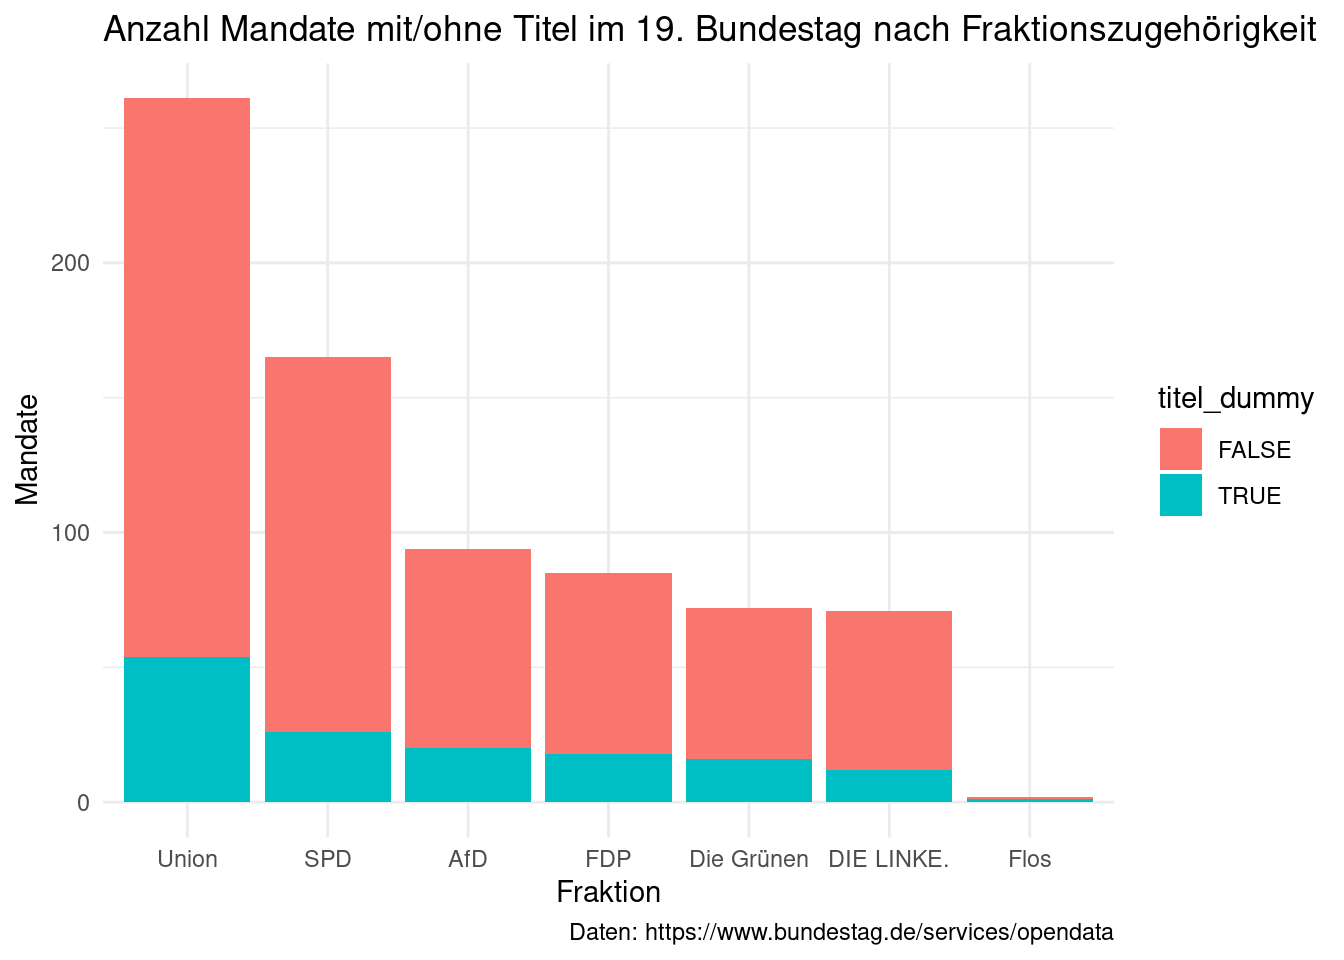 Anzahl Mandate mit/ohne Titel im 19. Bundestag nach Fraktionszugehörigkeit
Mandate
200
100
0
Union SPD AfD FDP Die Grünen DIE LINKE. Flos
Fraktion
titel_dummy
FALSE
TRUE
Daten: https://www.bundestag.de/services/opendata